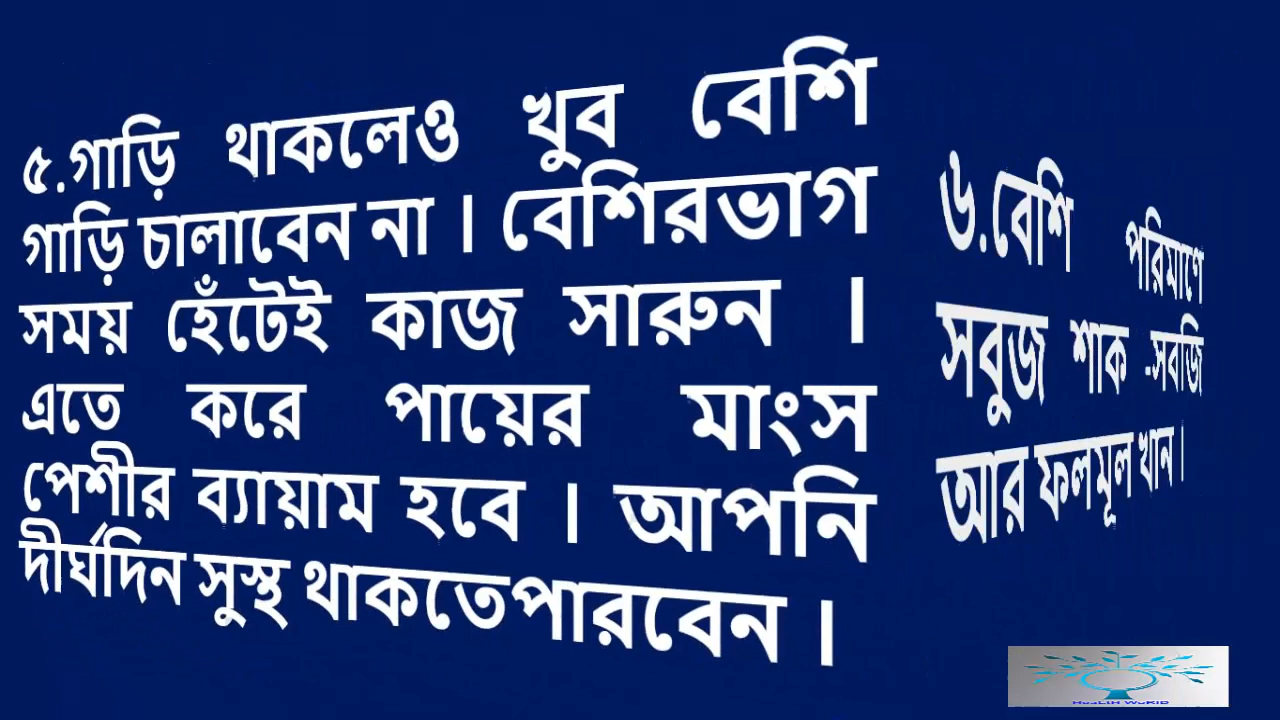 ৫.গাড়ি থাকলেও খুব বেশি
গাড়ি চালাবেন না ৷ বেশিরভাগ
সময় হেঁটেই কাজ সারুন ৷
এতে করে পায়ের মাংস
পেশীর ব্যায়াম হবে ৷ আপনি
দীর্ঘদিন সুস্থ থাকতেপারবেন ৷
৬.বেশি পরিমাণে
সবুজ শাক -সবজি
আর ফলমূল খান ৷